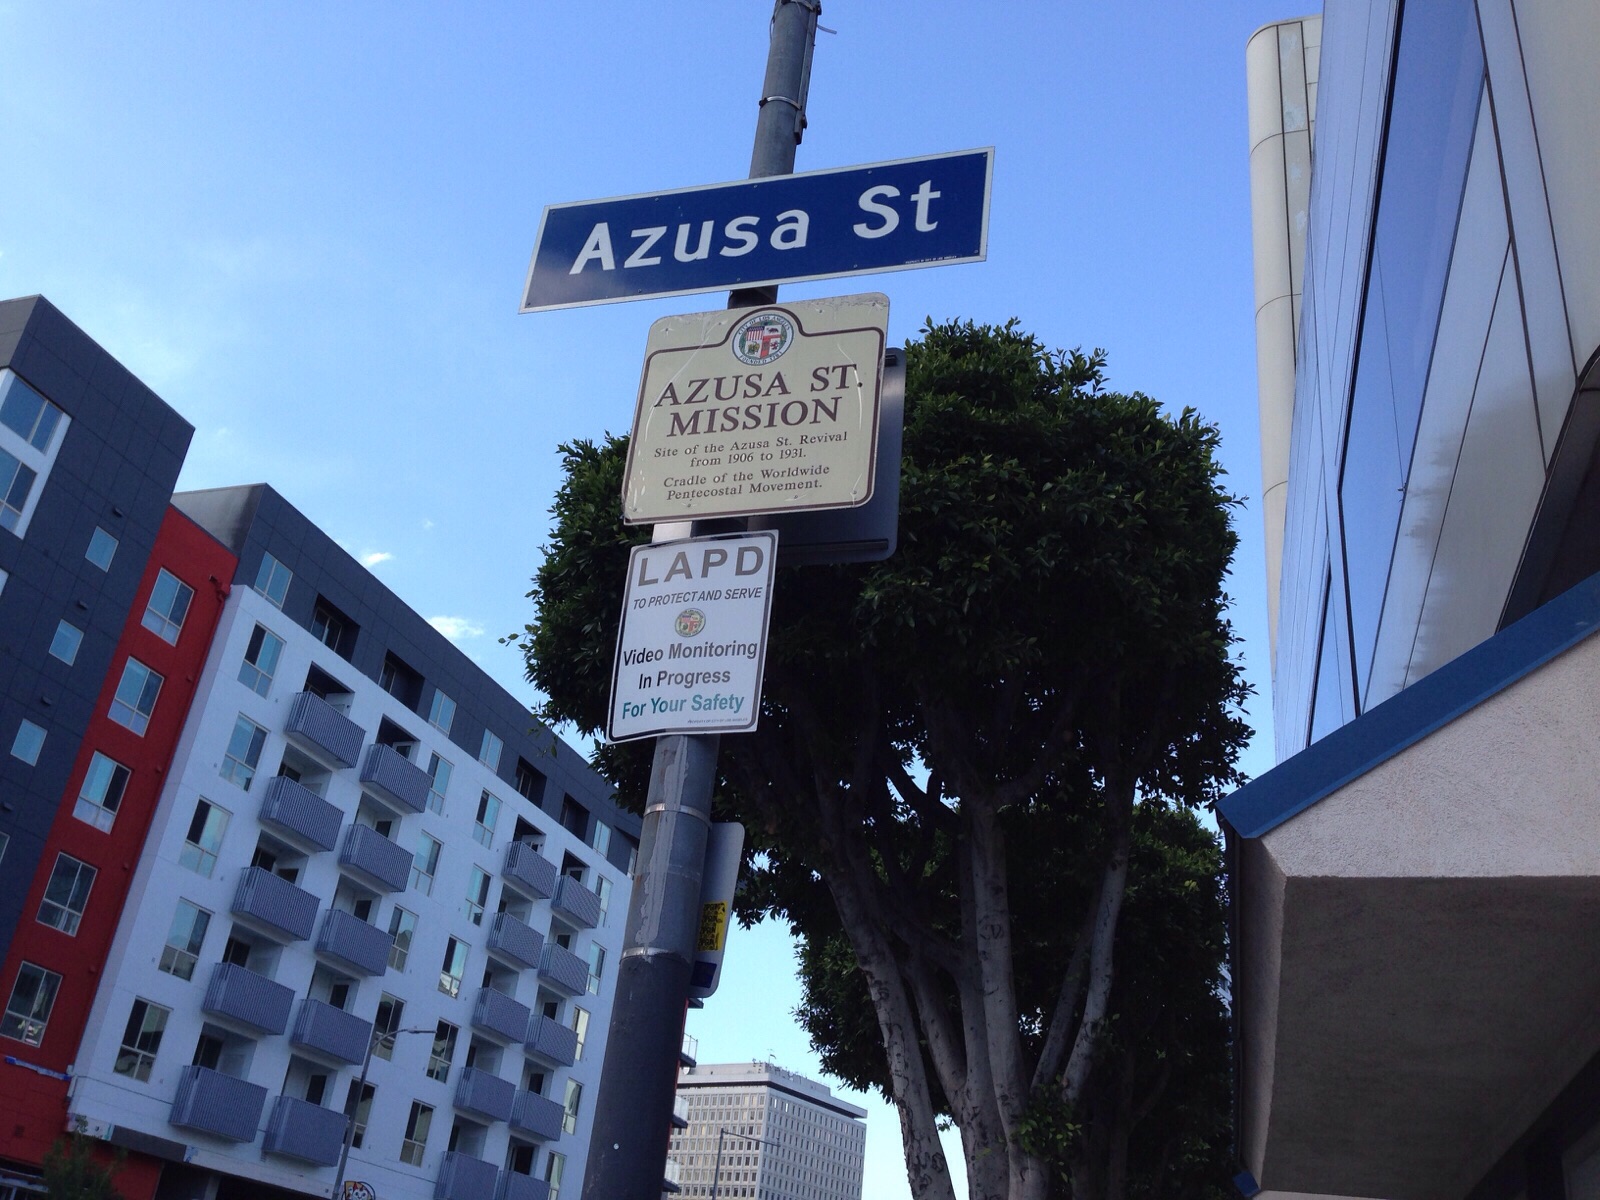 Azusa St
AZUSA ST.
MISSION
Site of the Azusa St. Revival
from 1906 to 1931.
Cradle of the Worldwide
Pentecostal Movement.
LAPD
TO PROTECT AND SERVE
Video Monitoring
In Progress
For Your Safety